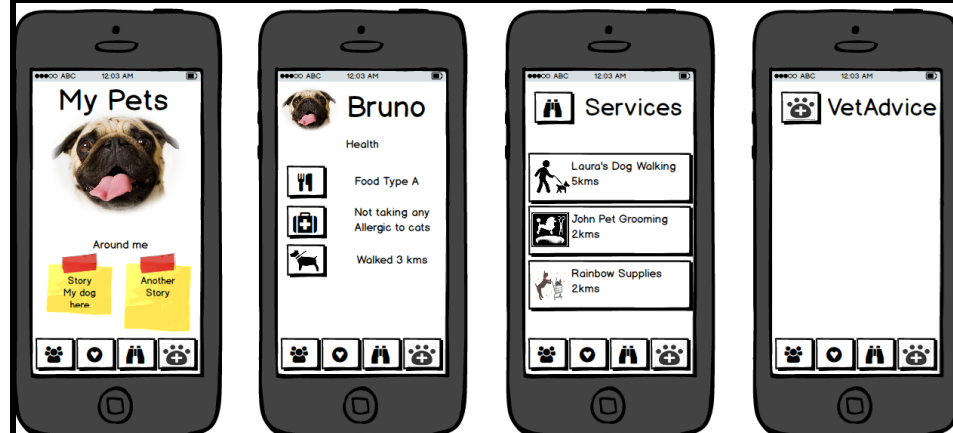 ABC 12:03 AM
My Pets
Around me
Story
My dog
here
Another
Story
ABC 12:03 AM
Bruno
Health
Food Type A
Not taking any
Allergic to cats
Walked 3 kms
ABC 12:03 AM
Services
Laura's Dog Walking
5kms
John Pet Grooming
2kms
Rainbow Supplies
2kms
ABC 12:03 AM
VetAdvice